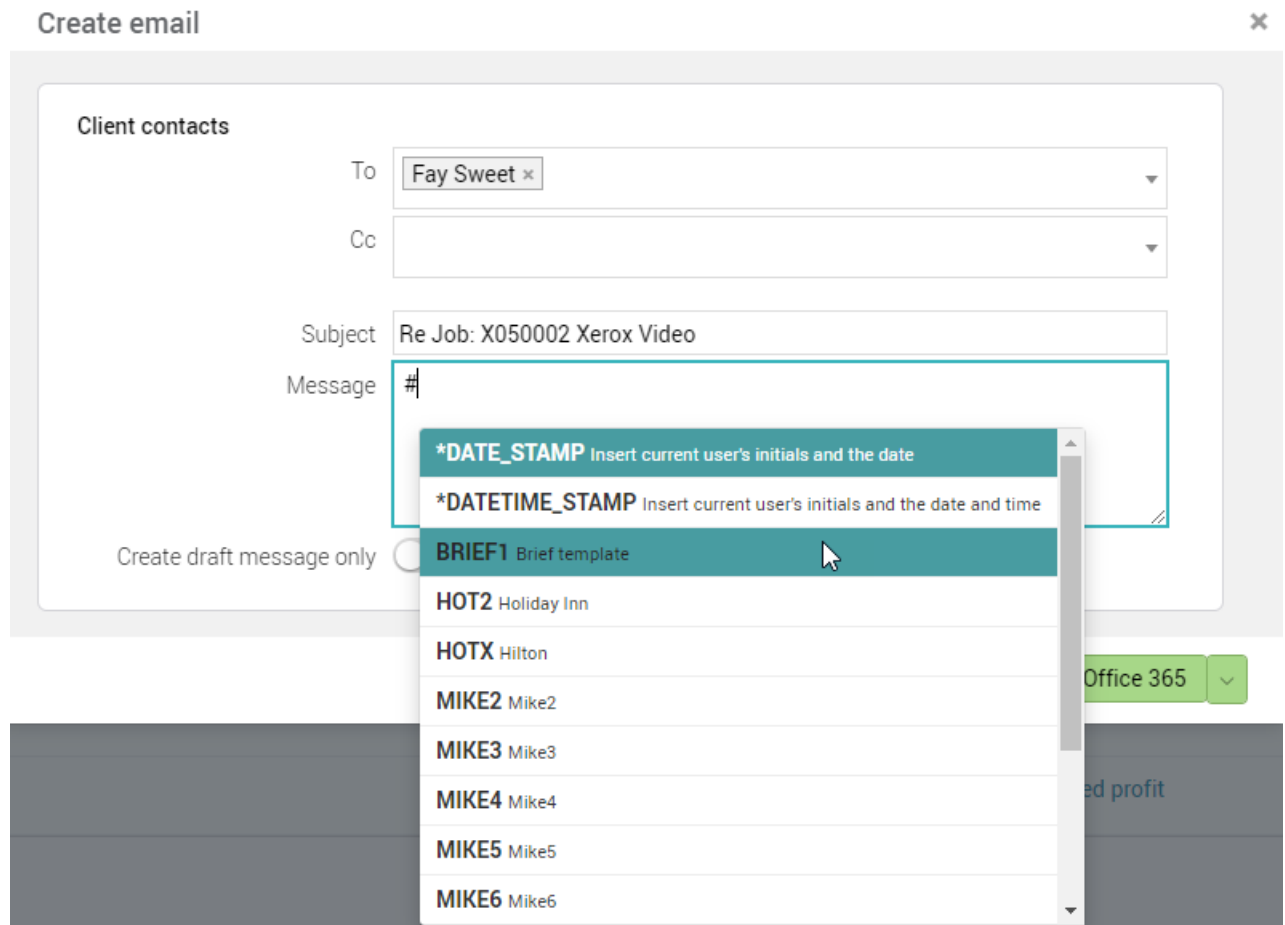 Create email ×
Client contacts
To Fay Sweet ×
Cc
Subject Re Job: X050002 Xerox Video
Message #
*DATE_STAMP Insert current user's initials and the date
*DATETIME_STAMP Insert current user's initials and the date and time
Create draft message only
BRIEF1 Brief template
HOT2 Holiday Inn
HOTX Hilton
Office 365
MIKE2 Mike2
MIKE3 Mike3
ed profit
MIKE4 Mike4
MIKE5 Mike5
MIKE6 Mike6